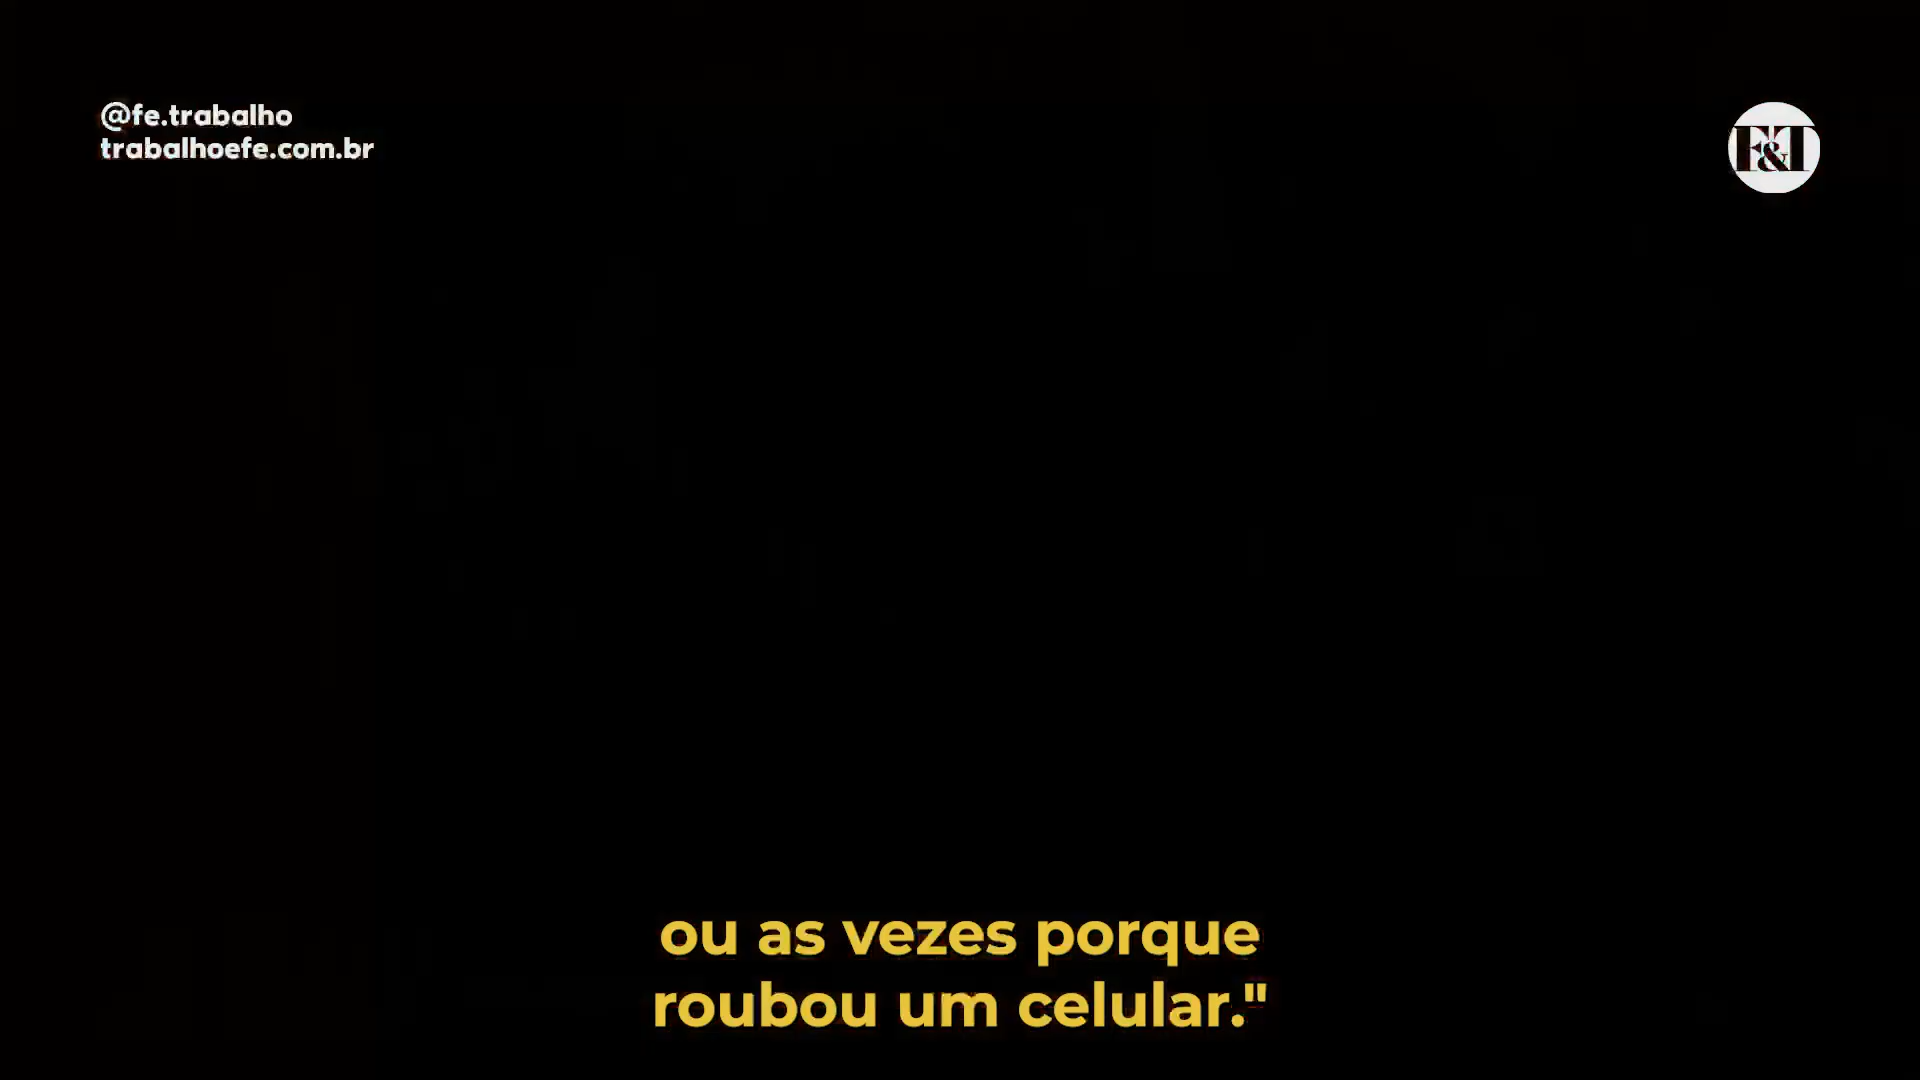 @fe.trabalho
trabalhoefe.com.br
F&T
ou as vezes porque
roubou um celular."